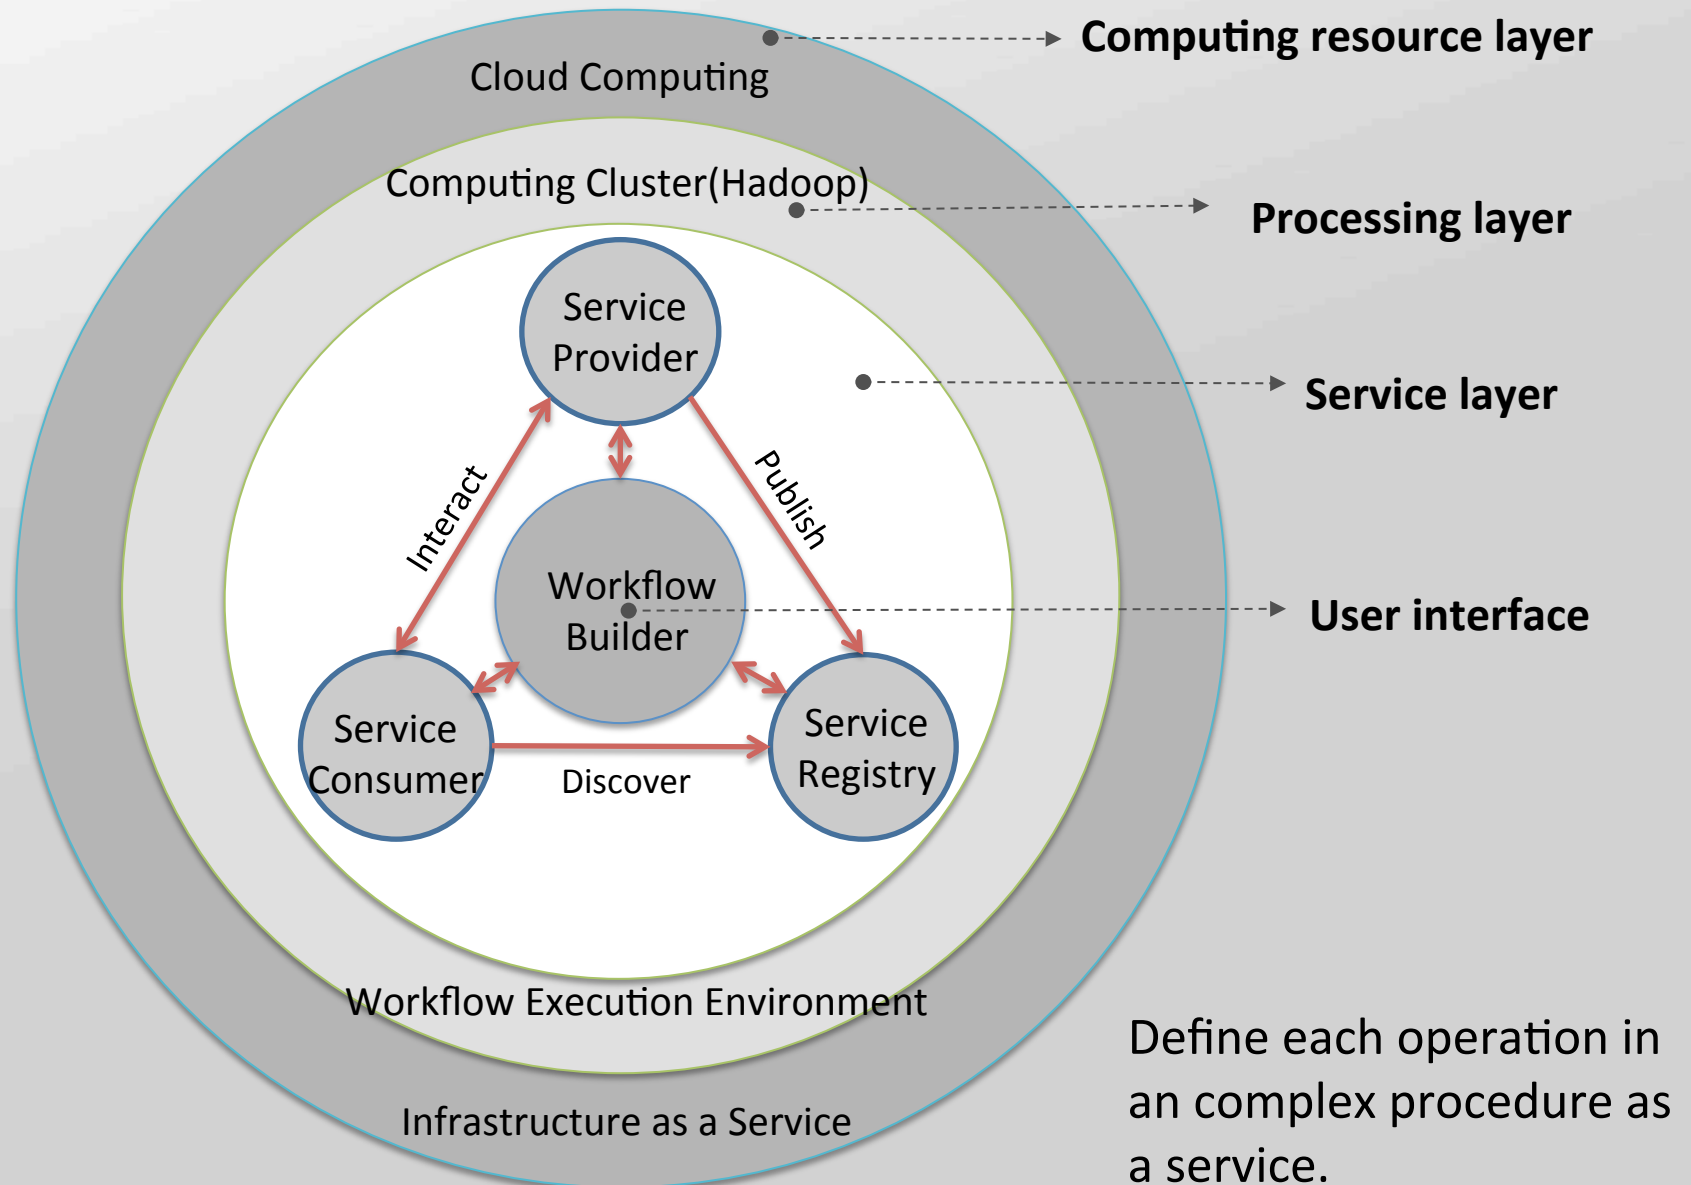 Computing resource layer
Cloud Computing
Computing Cluster(Hadoop)
Processing layer
Service
Provider
Service layer
Interact
Publish
Workflow
Builder
User interface
Service
Consumer
Discover
Service
Registry
Workflow Execution Environment
Infrastructure as a Service
Define each operation in
an complex procedure as
a service.